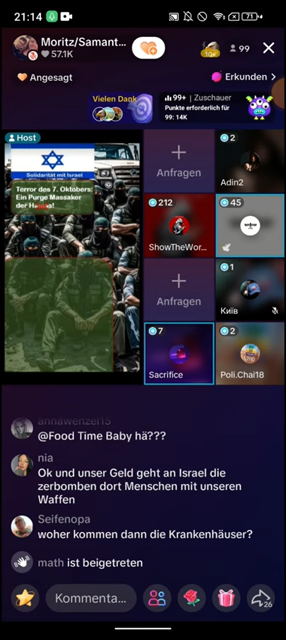 21:14
71
Moritz/Samant...
57.1K
99
Angesagt
Erkunden
Vielen Dank
99+ | Zuschauer
Punkte erforderlich für
99: 14K
Host
Solidarität mit Israel
Terror des 7. Oktobers:
Ein Purge Massaker
der H
Anfragen
2
Adin2
212
ShowTheWor...
45
Anfragen
1
Київ
7
Sacrifice
2
Poli.Chai18
annawenzel15
@Food Time Baby hä???
nia
Ok und unser Geld geht an Israel die
zerbomben dort Menschen mit unseren
Waffen
Seifenopa
woher kommen dann die Krankenhäuser?
math ist beigetreten
Kommenta...
26